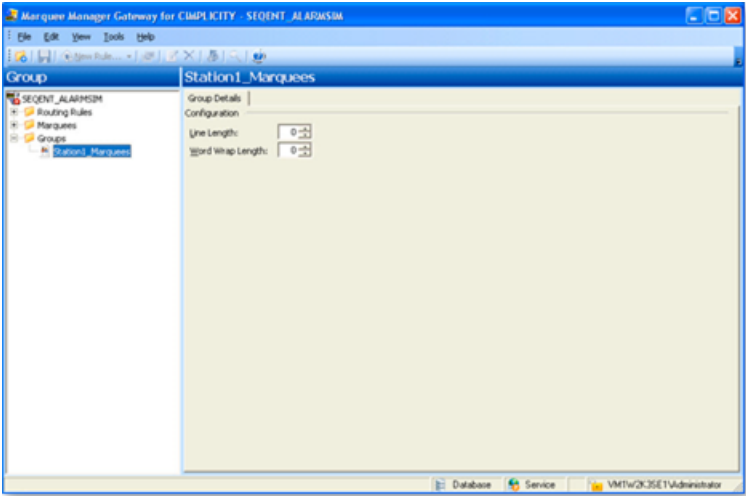 Marquee Manager Gateway for CIMPLICITY - SEQENT_ALARMSIM
File Edit View Tools Help
New Rule...
Group
Station1_Marquees
SEQENT_ALARMSIM
Routing Rules
Marquees
Groups
Station1_Marquees
Group Details
Configuration
Line Length: 0
Word Wrap Length: 0
Database Service VMTW2K3SE1\Administrator